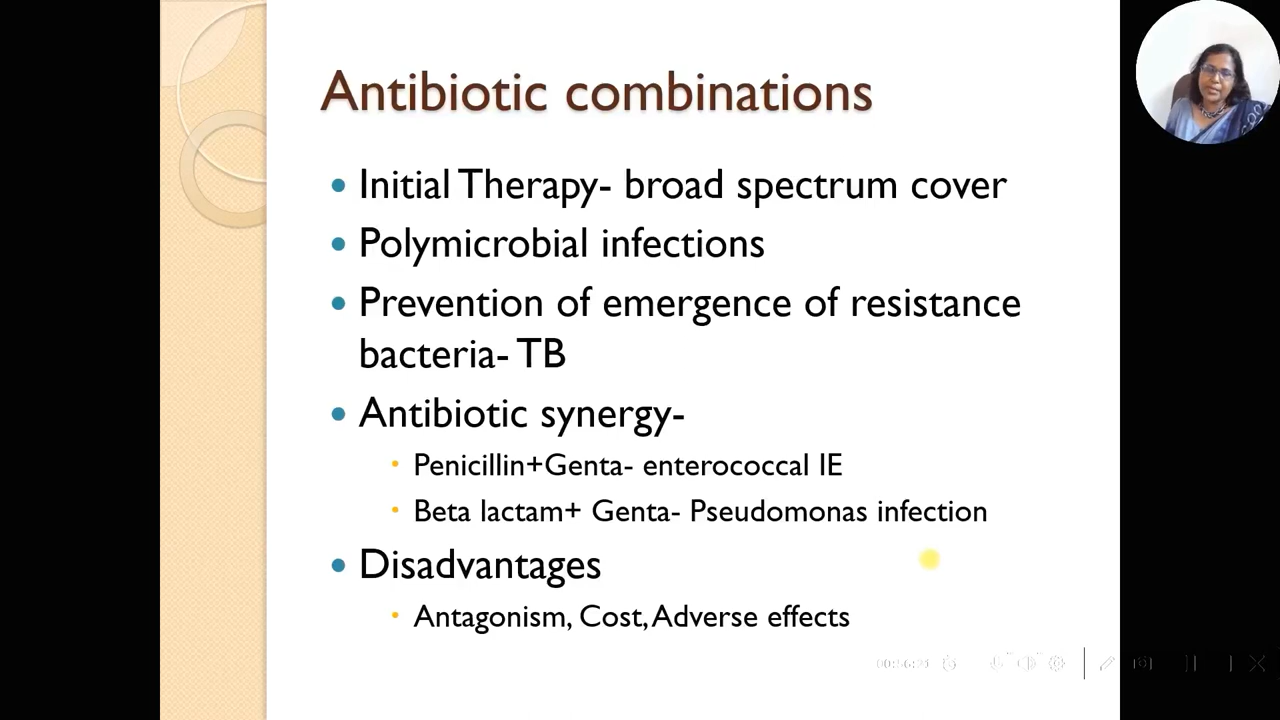 Antibiotic combinations
Initial Therapy- broad spectrum cover
Polymicrobial infections
Prevention of emergence of resistance
bacteria- TB
Antibiotic synergy-
Penicillin+Genta- enterococcal IE
Beta lactam+ Genta- Pseudomonas infection
Disadvantages
Antagonism, Cost, Adverse effects